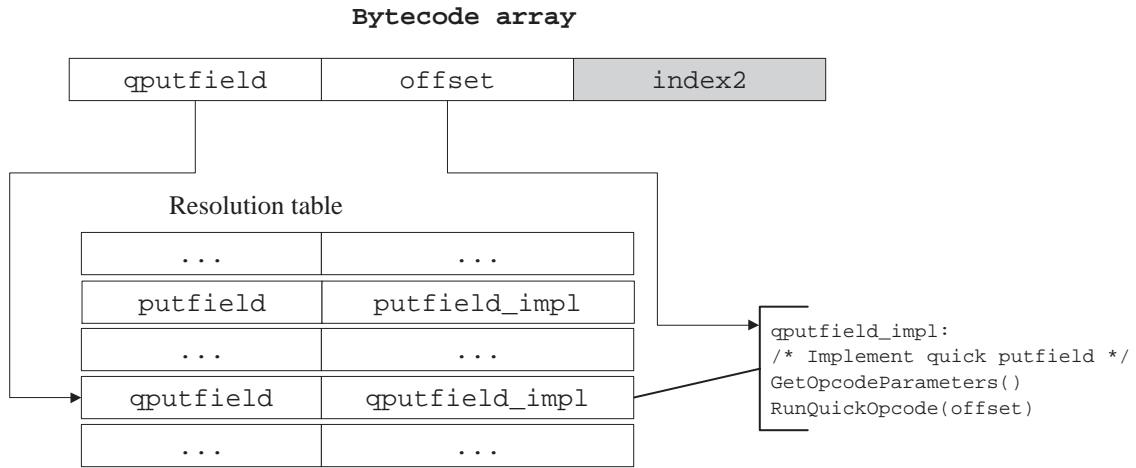 Bytecode array
qputfield offset index2
Resolution table
... ...
putfield putfield_impl
... ...
qputfield qputfield_impl
... ...
qputfield_impl:
/* Implement quick putfield */
GetOpcodeParameters()
RunQuickOpcode(offset)